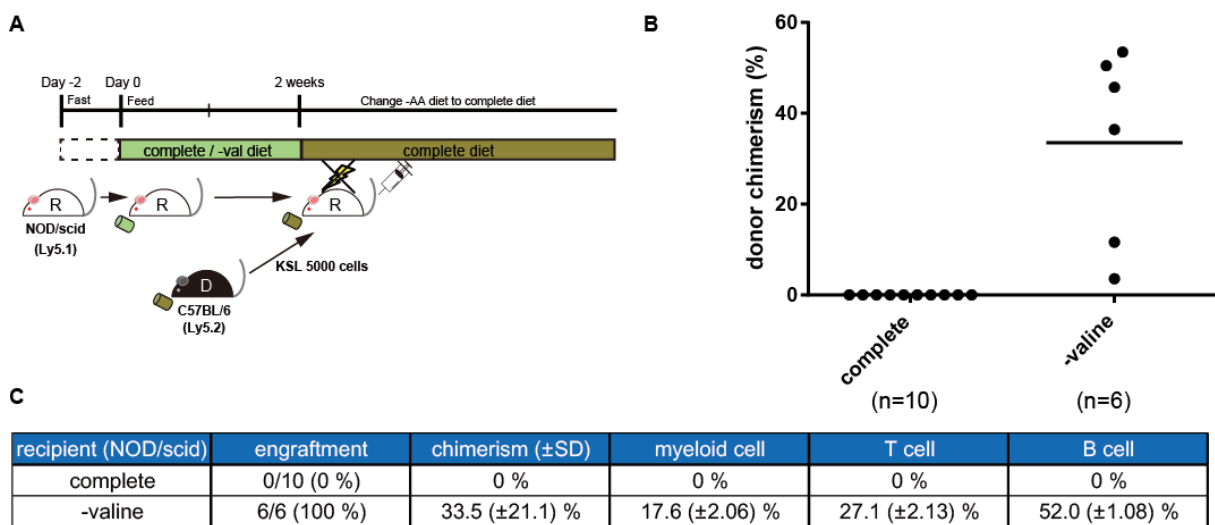 A
Day -2 Day 0 2 weeks
Fast Feed Change -AA diet to complete diet
complete / -val diet complete diet
R R R
NOD/scid
(Ly5.1)
KSL 5000 cells
D
C57BL/6
(Ly5.2)
B
donor chimerism (%)
60
40
20
0
complete -valine
(n=10) (n=6)
C
recipient (NOD/scid) engraftment chimerism (±SD) myeloid cell T cell B cell
complete 0/10 (0 %) 0 % 0 % 0 % 0 %
-valine 6/6 (100 %) 33.5 (±21.1) % 17.6 (±2.06) % 27.1 (±2.13) % 52.0 (±1.08) %